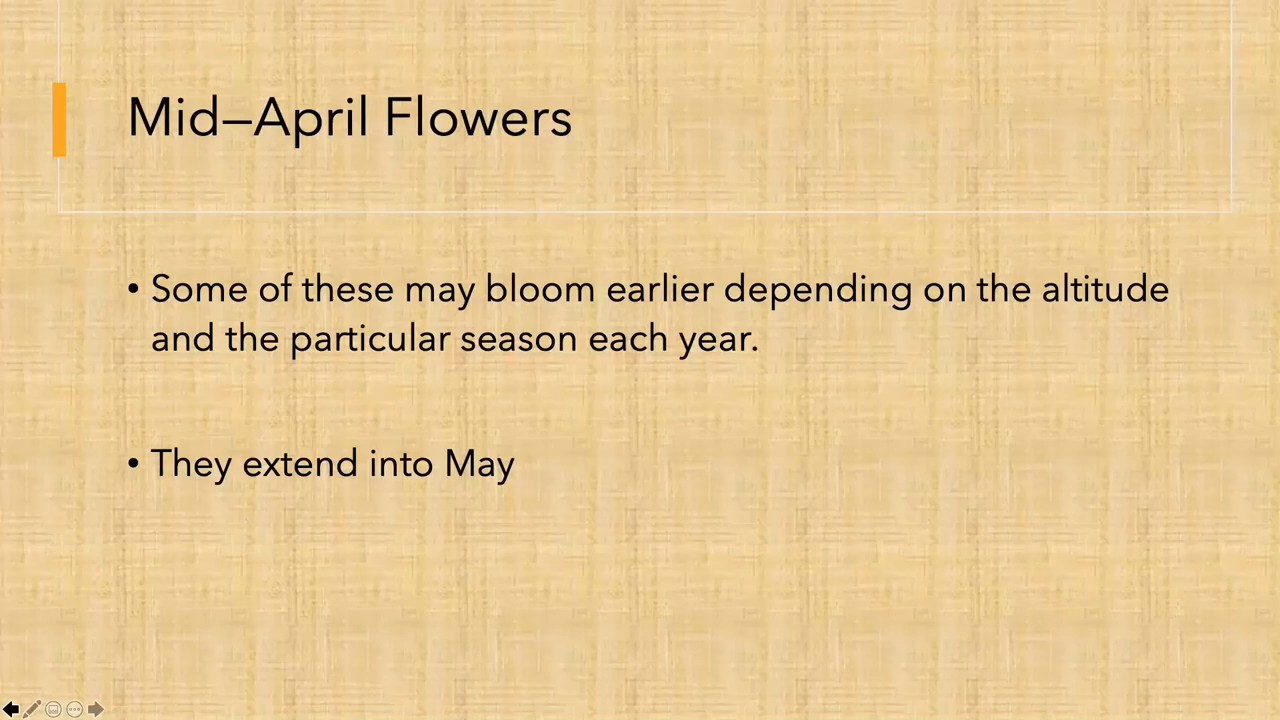 Mid–April Flowers
• Some of these may bloom earlier depending on the altitude
and the particular season each year.
• They extend into May